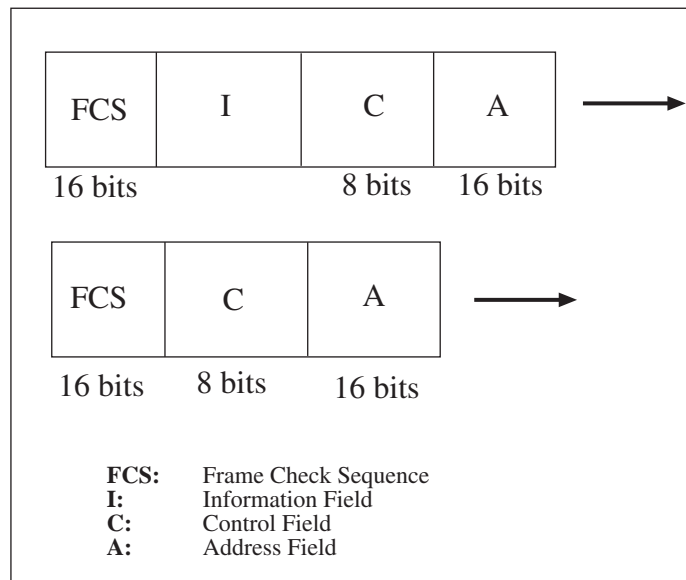 FCS I C A
16 bits 8 bits 16 bits
FCS C A
16 bits 8 bits 16 bits
FCS: Frame Check Sequence
I: Information Field
C: Control Field
A: Address Field